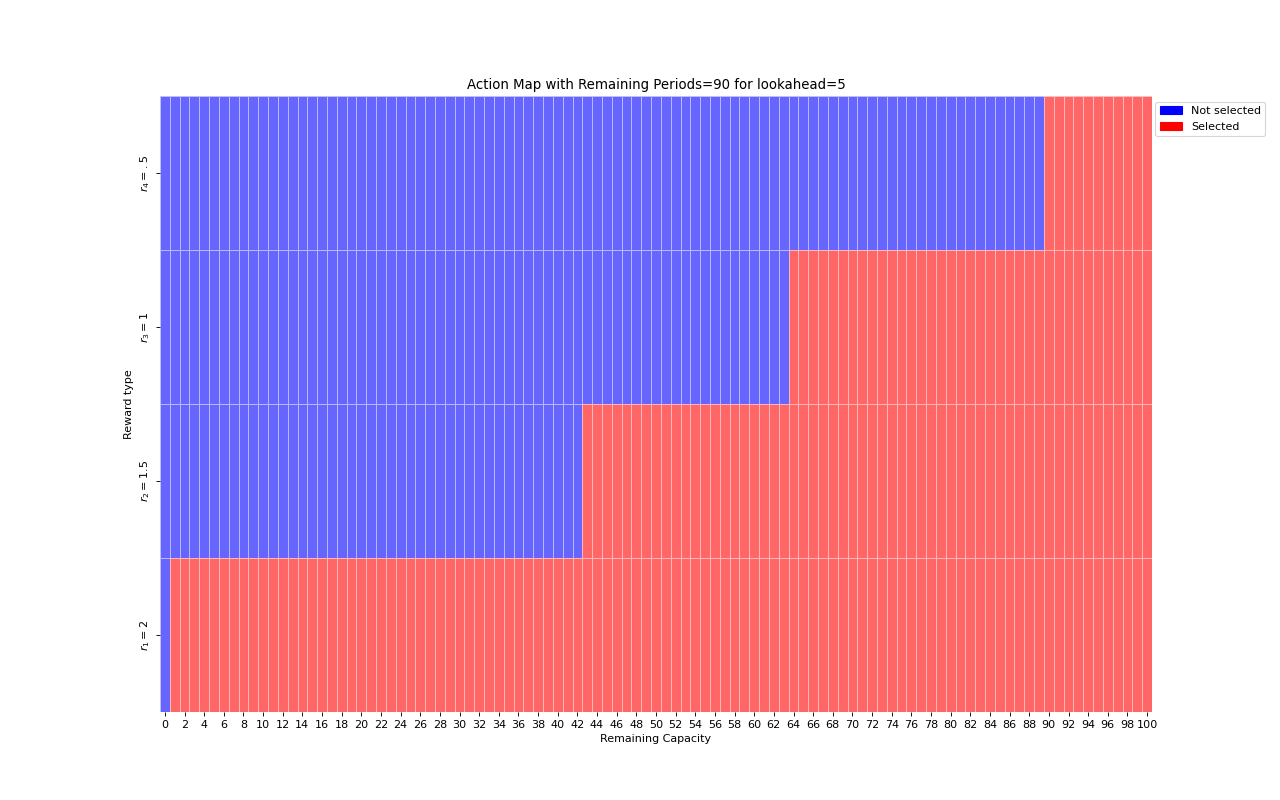 Action Map with Remaining Periods=90 for lookahead=5
Not selected
Selected
r₄ = .5
r₃ = 1
r₂ = 1.5
r₁ = 2
Reward type
0 2 4 6 8 10 12 14 16 18 20 22 24 26 28 30 32 34 36 38 40 42 44 46 48 50 52 54 56 58 60 62 64 66 68 70 72 74 76 78 80 82 84 86 88 90 92 94 96 98 100
Remaining Capacity